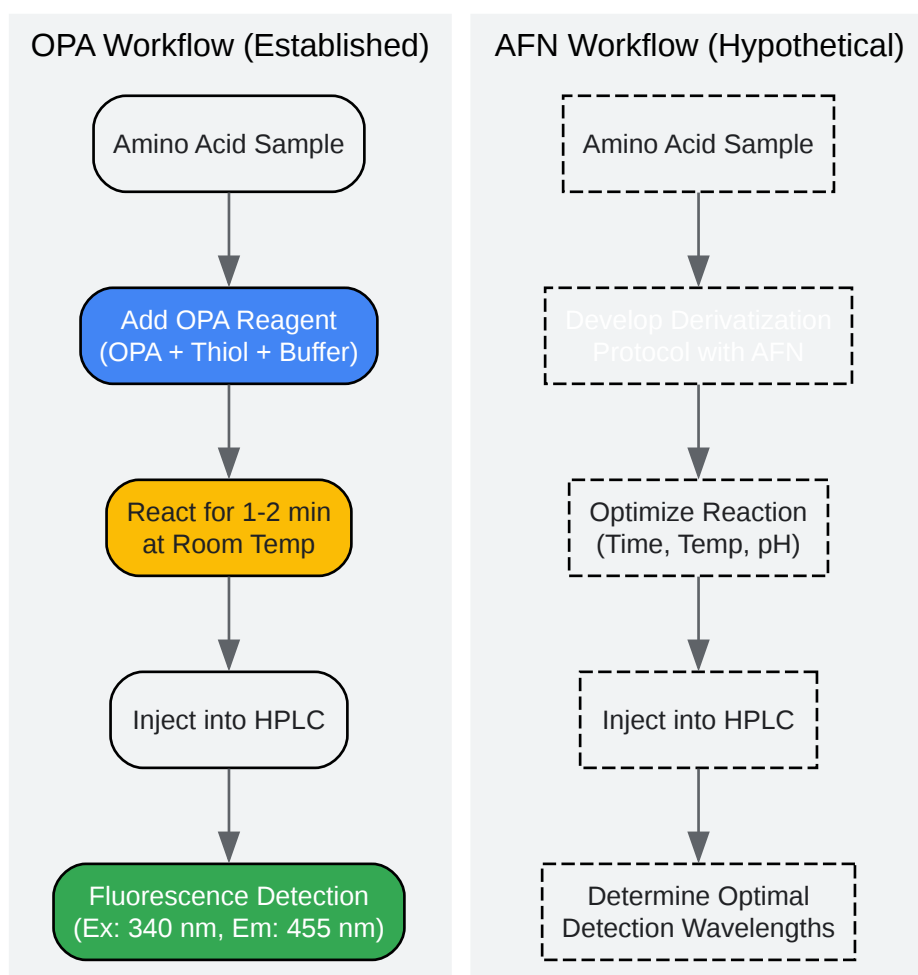 OPA Workflow (Established)
Amino Acid Sample
Add OPA Reagent
(OPA + Thiol + Buffer)
React for 1-2 min
at Room Temp
Inject into HPLC
Fluorescence Detection
(Ex: 340 nm, Em: 455 nm)
AFN Workflow (Hypothetical)
Amino Acid Sample
Develop Derivatization
Protocol with AFN
Optimize Reaction
(Time, Temp, pH)
Inject into HPLC
Determine Optimal
Detection Wavelengths